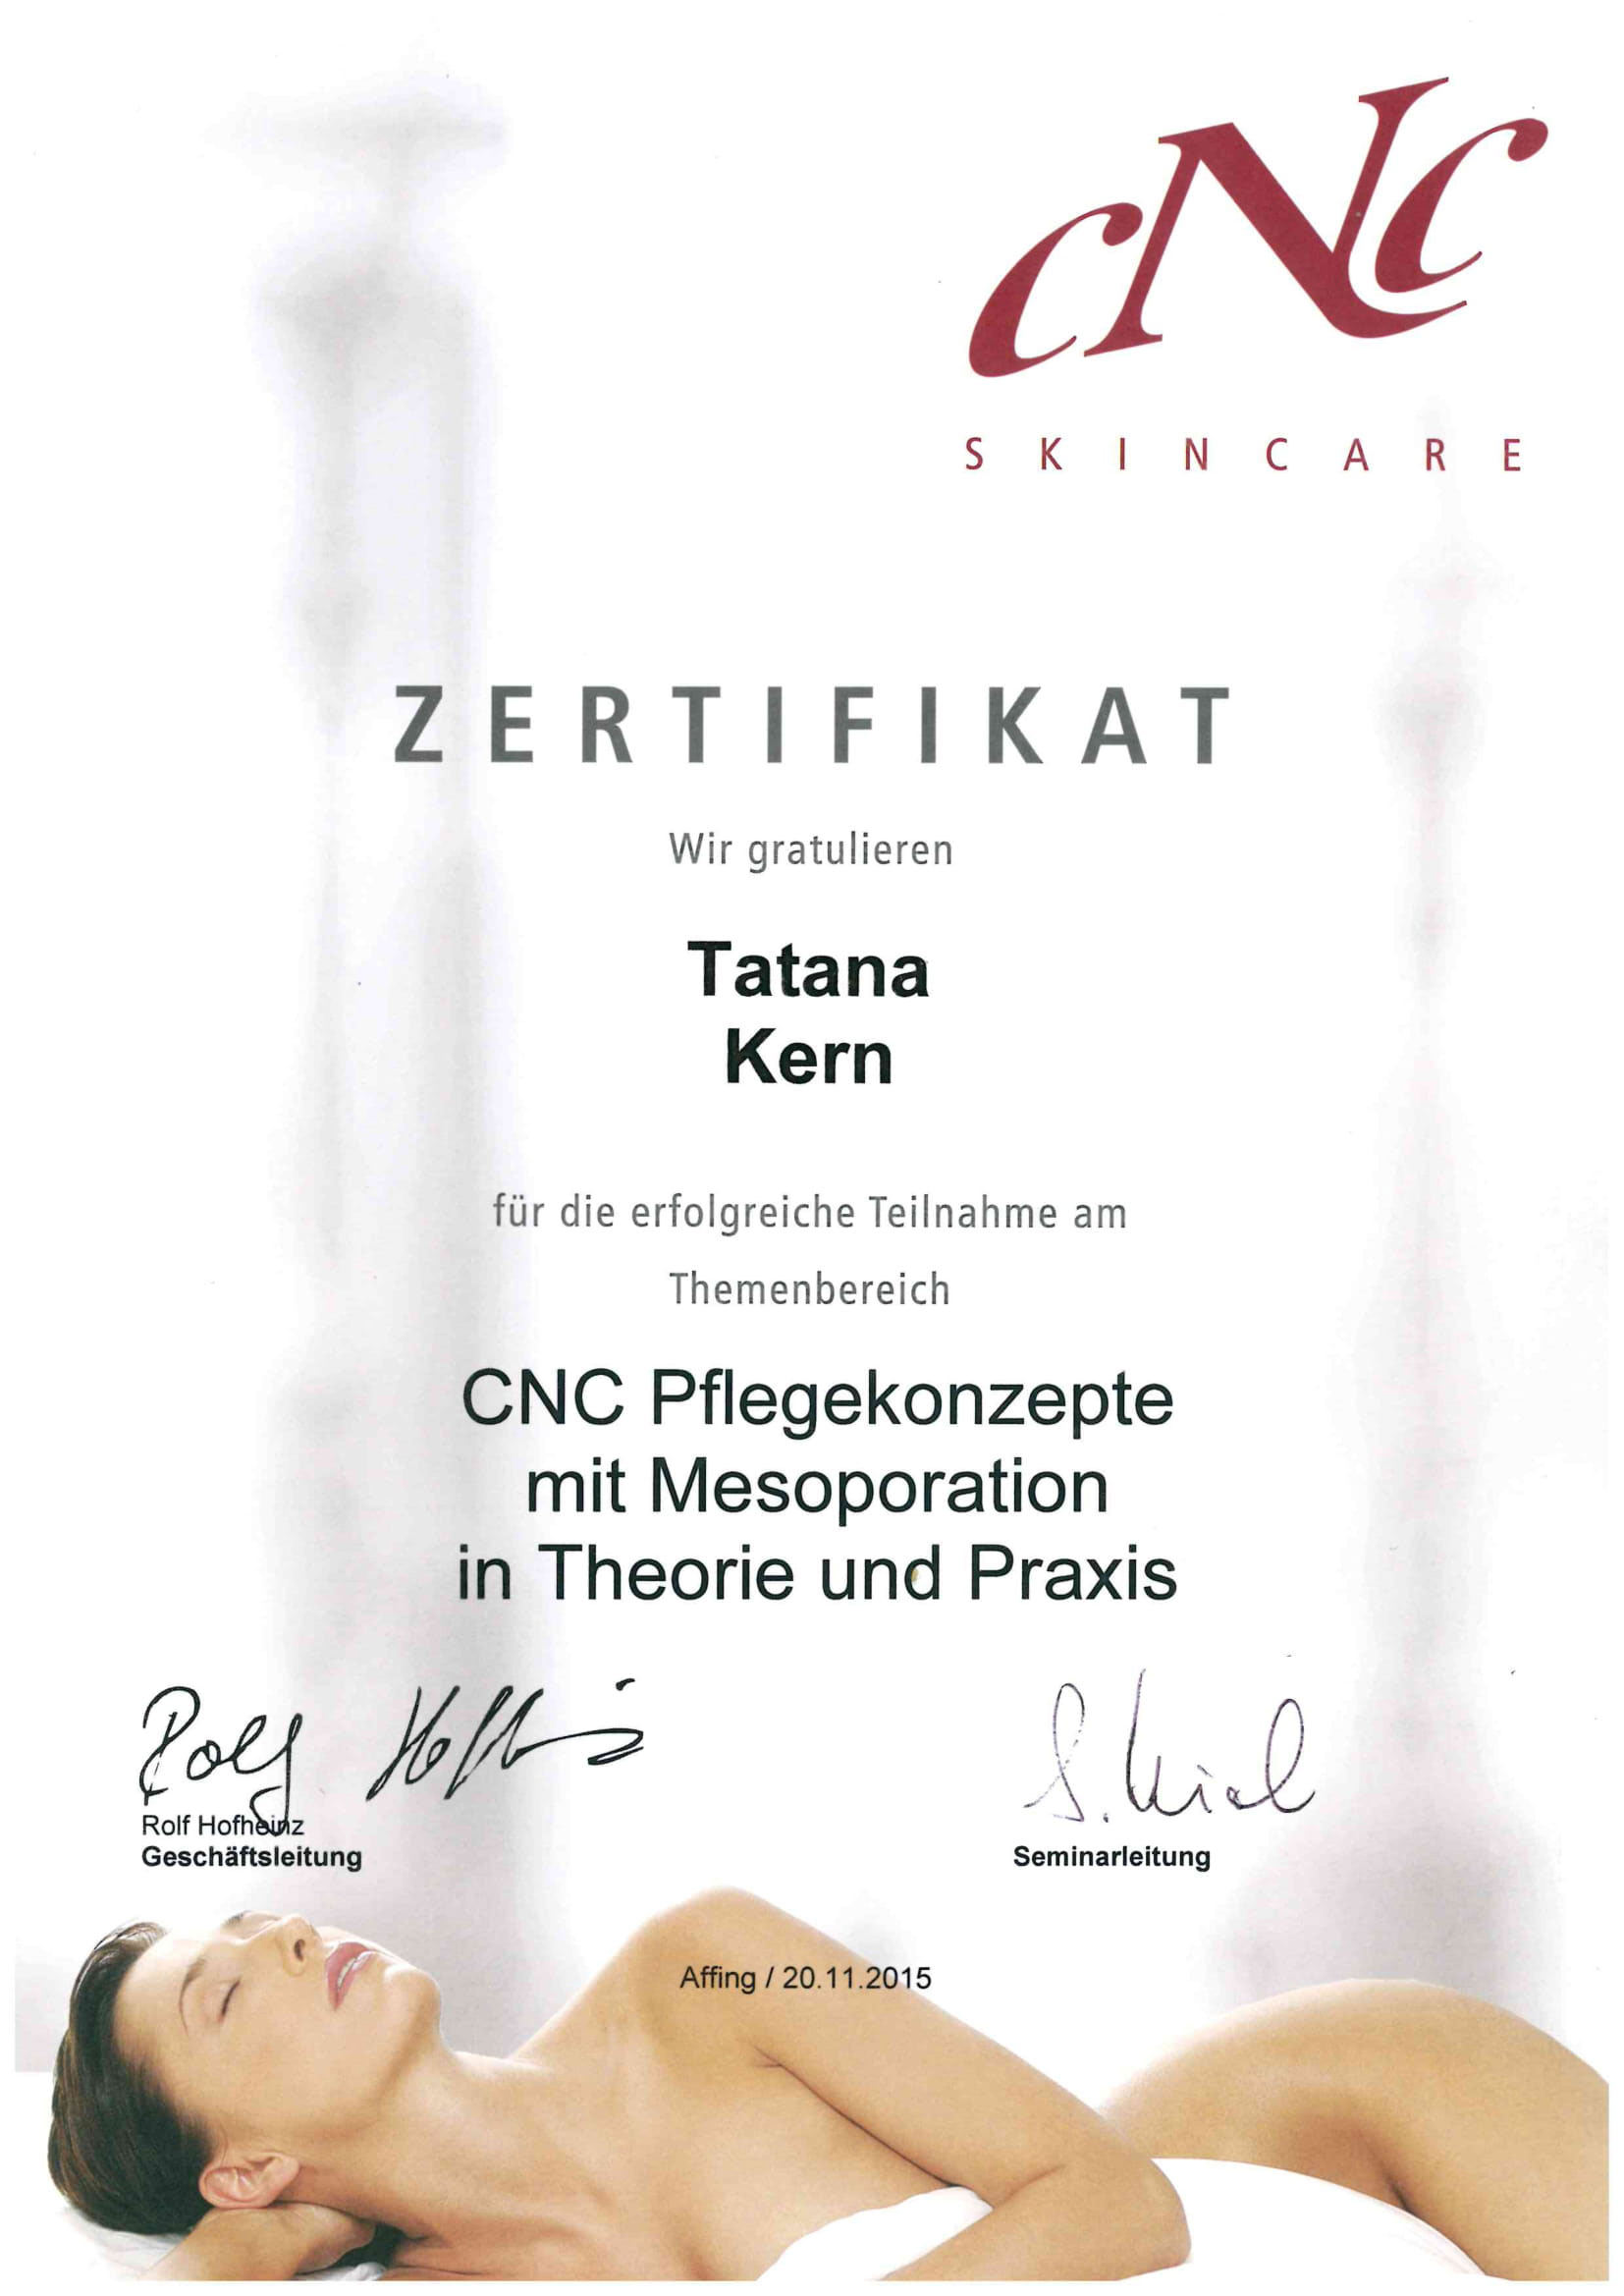 CNC
SKINCARE
ZERTIFIKAT
Wir gratulieren
Tatana
Kern
für die erfolgreiche Teilnahme am
Themenbereich
CNC Pflegekonzepte
mit Mesoporation
in Theorie und Praxis
Rolf Hofheinz
Rolf Hofheinz
Geschäftsleitung
Seminarleitung
Affing / 20.11.2015